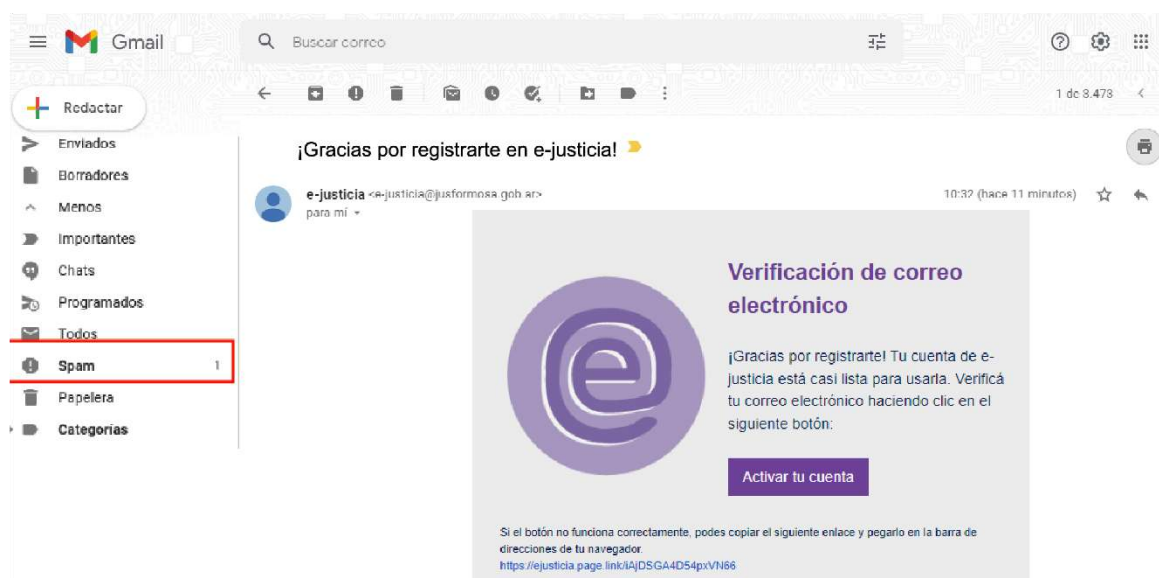 Gmail
Buscar correo
Redactar
1 de 3.473
Enviados
Borradores
Menos
Importantes
Chats
Programados
Todos
Spam 1
Papelera
Categorías
¡Gracias por registrarte en e-justicia!
e-justicia <e-justicia@jusformosa.gob.ar>
10:32 (hace 11 minutos)
para mí
Verificación de correo
electrónico
¡Gracias por registrarte! Tu cuenta de e-
justicia está casi lista para usarla. Verificá
tu correo electrónico haciendo clic en el
siguiente botón:
Activar tu cuenta
Si el botón no funciona correctamente, podes copiar el siguiente enlace y pegarlo en la barra de
direcciones de tu navegador.
https://ejusticia.page.link/iAjDSGA4D54pxVN66